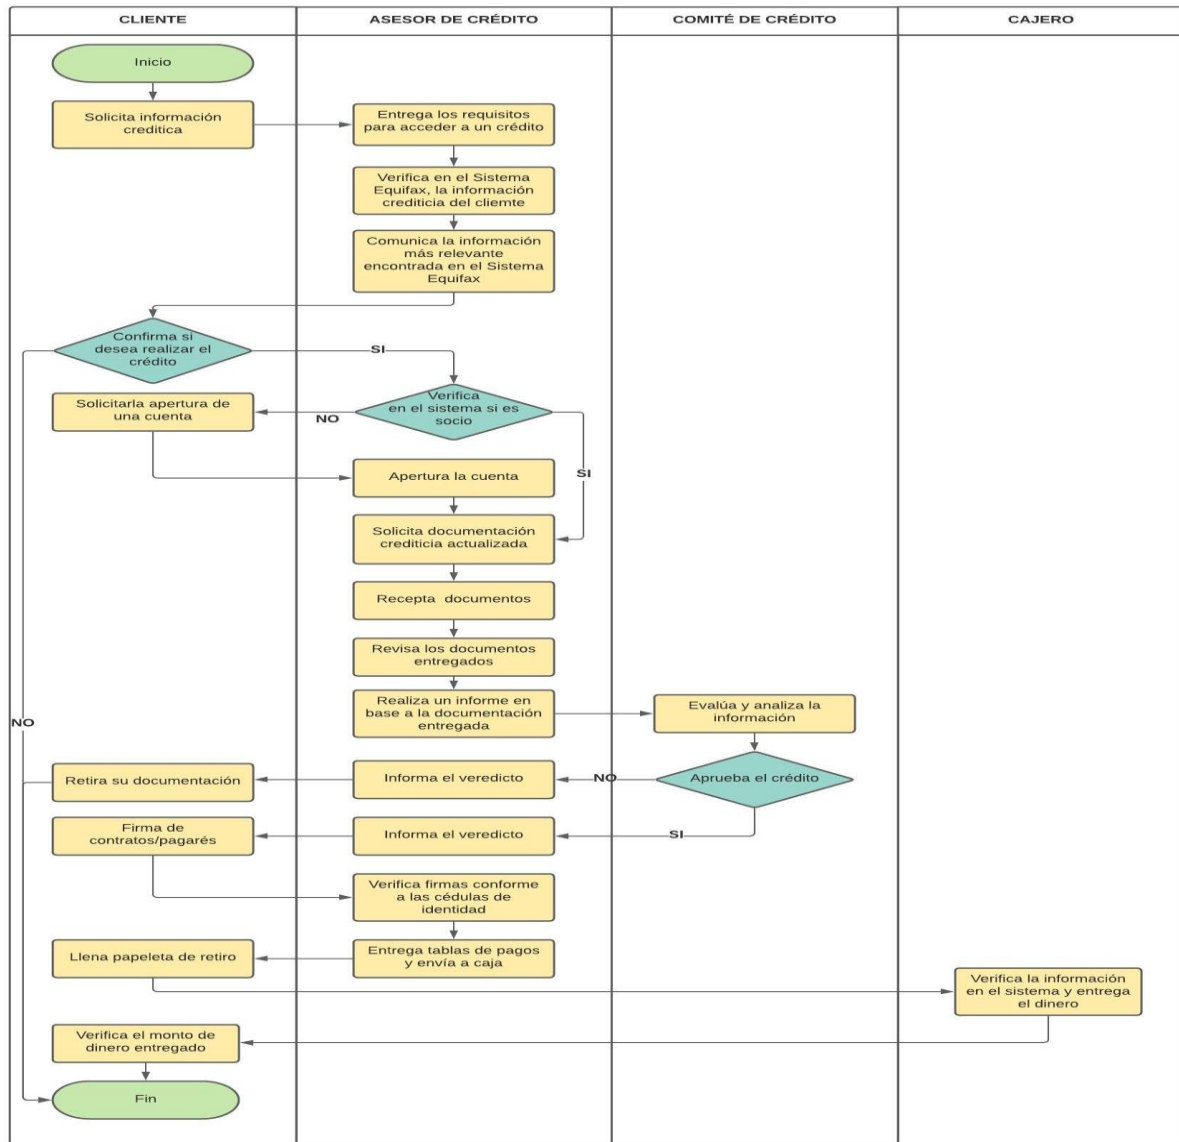 CLIENTE
ASESOR DE CRÉDITO
COMITÉ DE CRÉDITO
CAJERO
Inicio
Solicita información
creditica
Entrega los requisitos
para acceder a un crédito
Verifica en el Sistema
Equifax, la información
crediticia del cliemte
Comunica la información
más relevante
encontrada en el Sistema
Equifax
Confirma si
desea realizar el
crédito
SI
Verifica
en el sistema si es
socio
NO
Solicitarla apertura de
una cuenta
SI
Apertura la cuenta
Solicita documentación
crediticia actualizada
Recepta documentos
Revisa los documentos
entregados
Realiza un informe en
base a la documentación
entregada
Evalúa y analiza la
información
NO
Aprueba el crédito
NO
Informa el veredicto
Retira su documentación
SI
Informa el veredicto
Firma de
contratos/pagarés
Verifica firmas conforme
a las cédulas de
identidad
Entrega tablas de pagos
y envía a caja
Llena papeleta de retiro
Verifica la información
en el sistema y entrega
el dinero
Verifica el monto de
dinero entregado
Fin